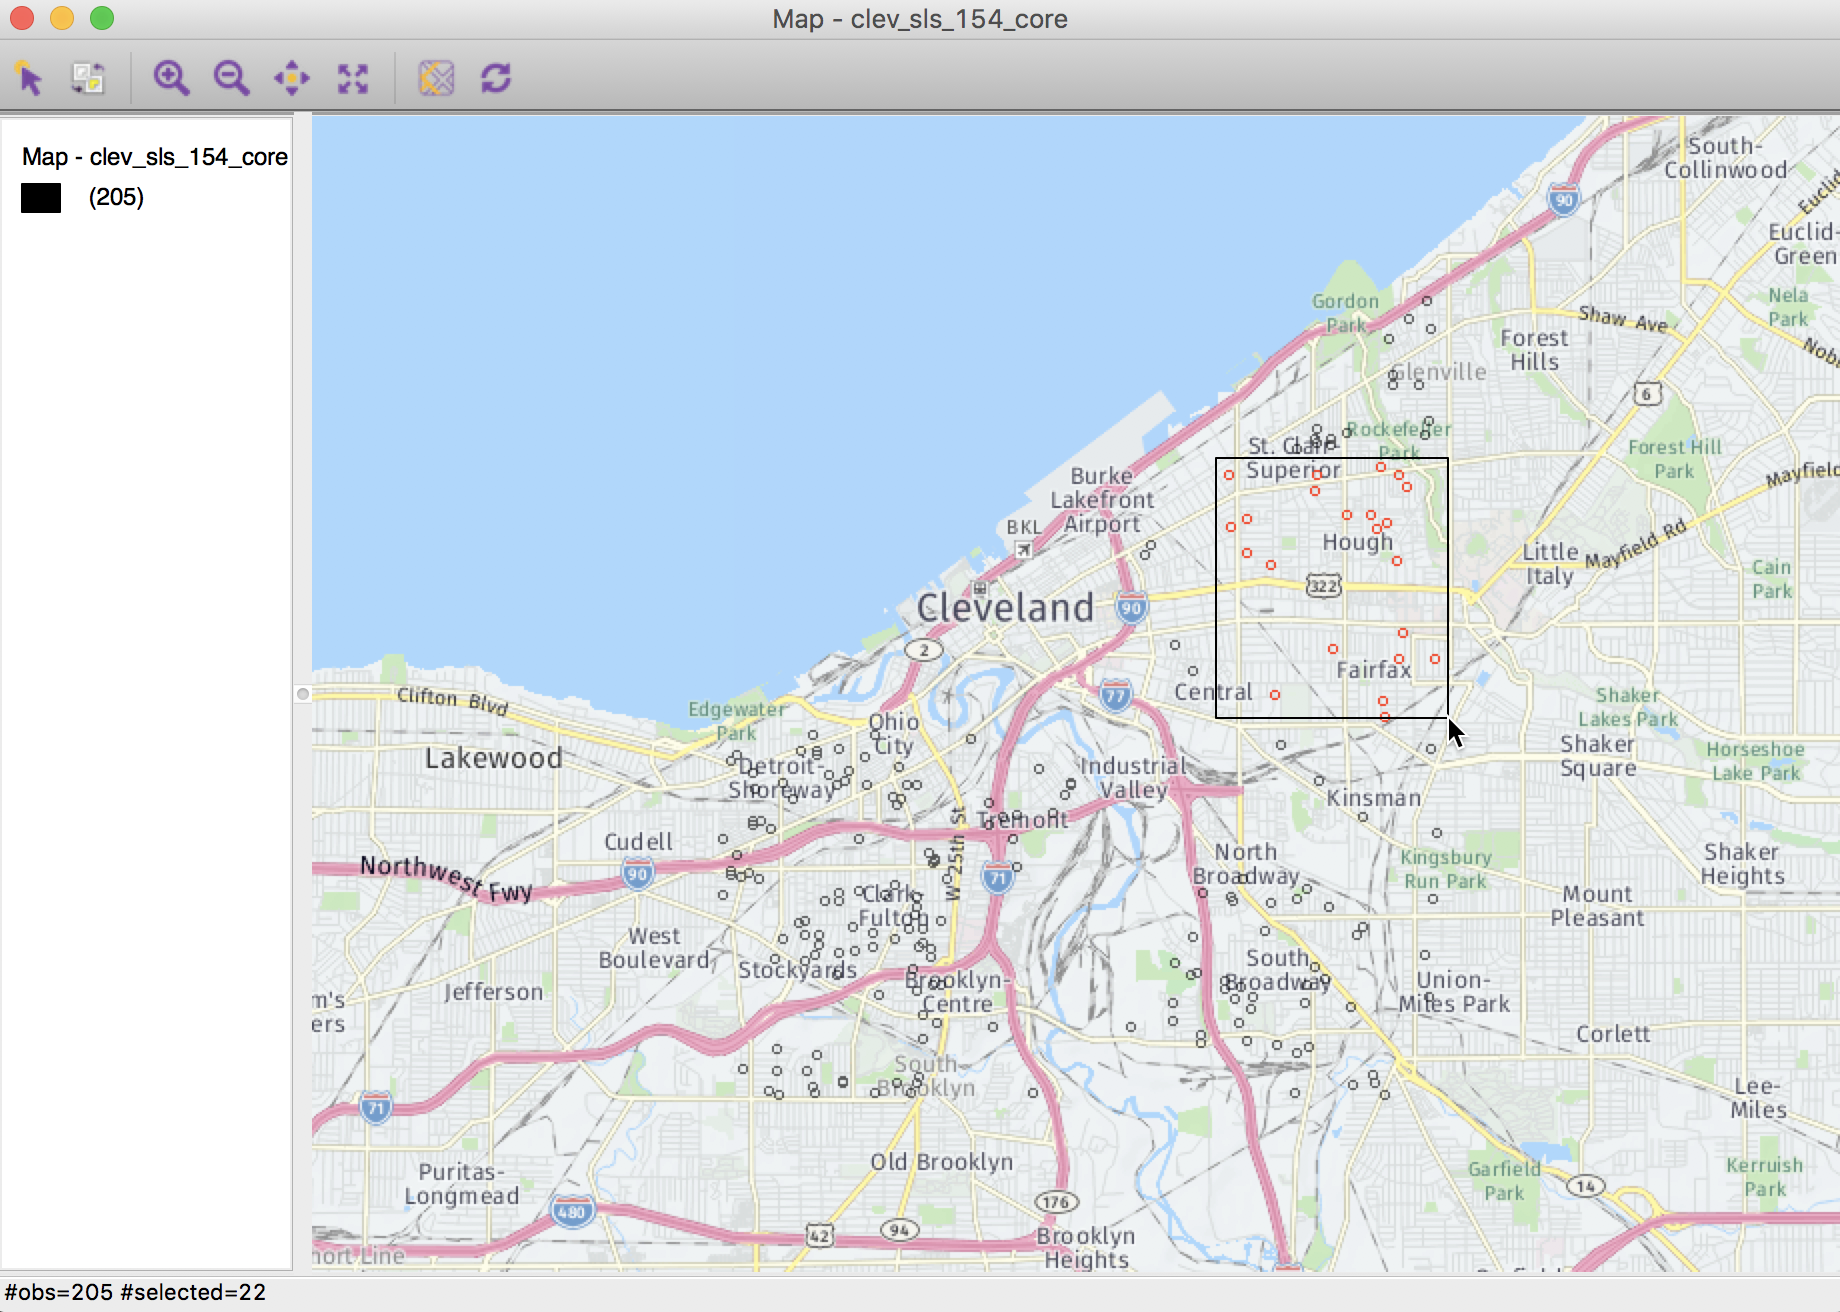 Map - clev_sls_154_core
Map - clev_sls_154_core
(205)
South-
Collinwood
90
Euclid
Euclid-
Green
Nela
Park
Gordon
Park
Shaw Ave
Forest
Hills
Glenville
6
Rockefeller
Park
St. Clair-
Superior
Forest Hill
Park
Mayfield
Burke
Lakefront
Airport
BKL
Hough
Little
Italy
Mayfield Rd
Cain
Park
322
Cleveland
90
2
Fairfax
Central
77
Clifton Blvd
Edgewater
Park
Ohio
City
Shaker
Lakes Park
Lakewood
Detroit-
Shoreway
Industrial
Valley
Shaker
Square
Horseshoe
Lake Park
Kinsman
Tremont
W 25th St
Cudell
Northwest Fwy
90
71
North
Broadway
Kingsbury
Run Park
Shaker
Heights
Mount
Pleasant
Clark-
Fulton
West
Boulevard
Stockyards
Brooklyn-
Centre
South
Broadway
Union-
Miles Park
Jefferson
m's
ers
Corlett
South-
Brooklyn
71
Lee-
Miles
Old Brooklyn
Puritas-
Longmead
Garfield
Park
Kerruish
Park
14
176
480
42
94
Brooklyn
Heights
hort Line
#obs=205 #selected=22